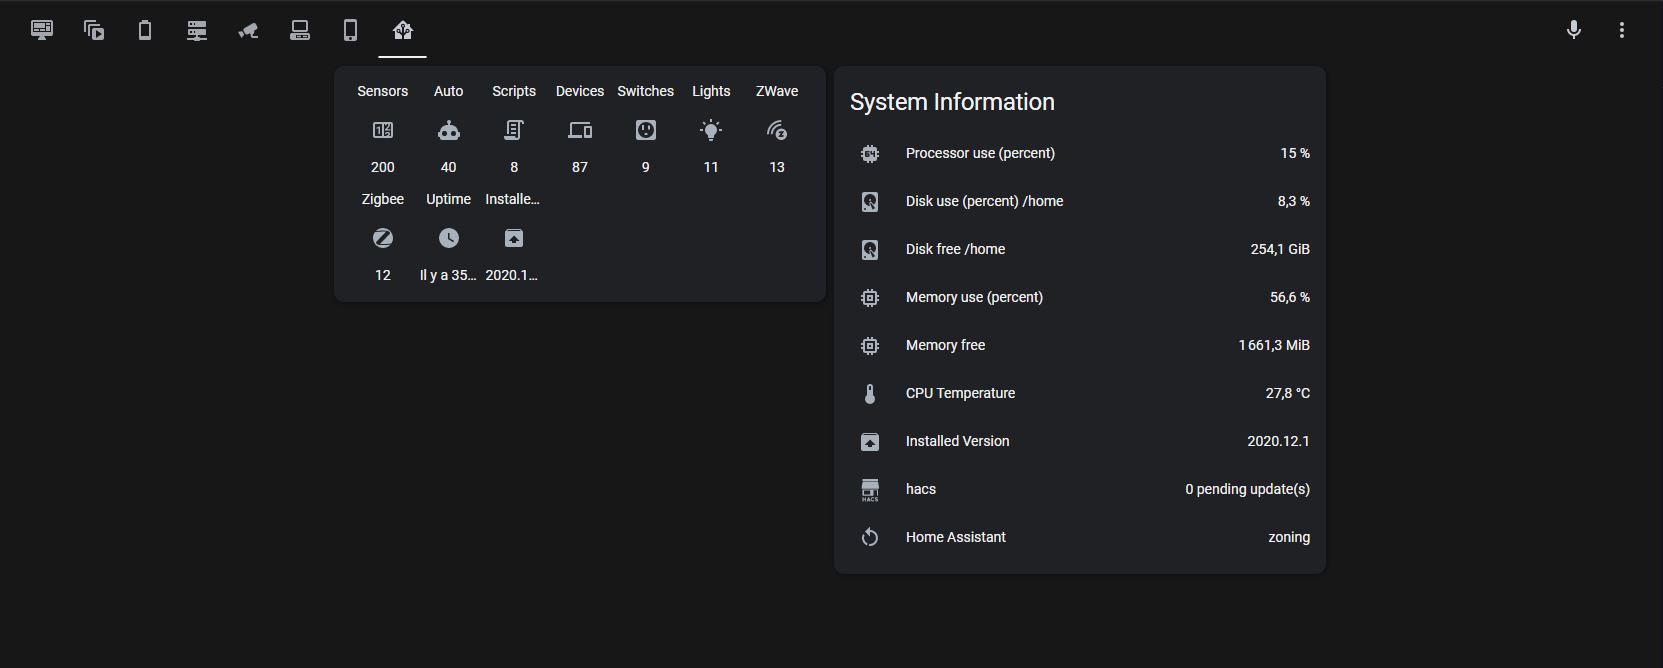 Sensors Auto Scripts Devices Switches Lights ZWave
200 40 8 87 9 11 13
Zigbee Uptime Installe...
12 Il y a 35... 2020.1...
System Information
Processor use (percent) 15 %
Disk use (percent) /home 8,3 %
Disk free /home 254,1 GiB
Memory use (percent) 56,6 %
Memory free 1 661,3 MiB
CPU Temperature 27,8 °C
Installed Version 2020.12.1
HACS hacs 0 pending update(s)
Home Assistant zoning